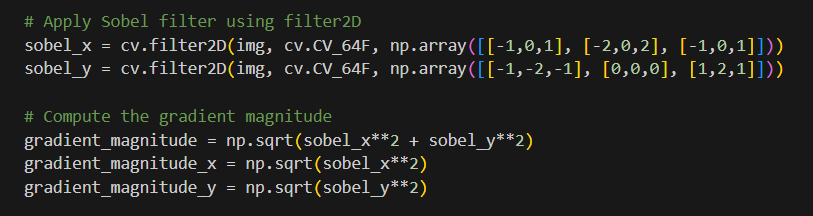 # Apply Sobel filter using filter2D
sobel_x = cv.filter2D(img, cv.CV_64F, np.array([[-1,0,1], [-2,0,2], [-1,0,1]]))
sobel_y = cv.filter2D(img, cv.CV_64F, np.array([[-1,-2,-1], [0,0,0], [1,2,1]]))
# Compute the gradient magnitude
gradient_magnitude = np.sqrt(sobel_x**2 + sobel_y**2)
gradient_magnitude_x = np.sqrt(sobel_x**2)
gradient_magnitude_y = np.sqrt(sobel_y**2)